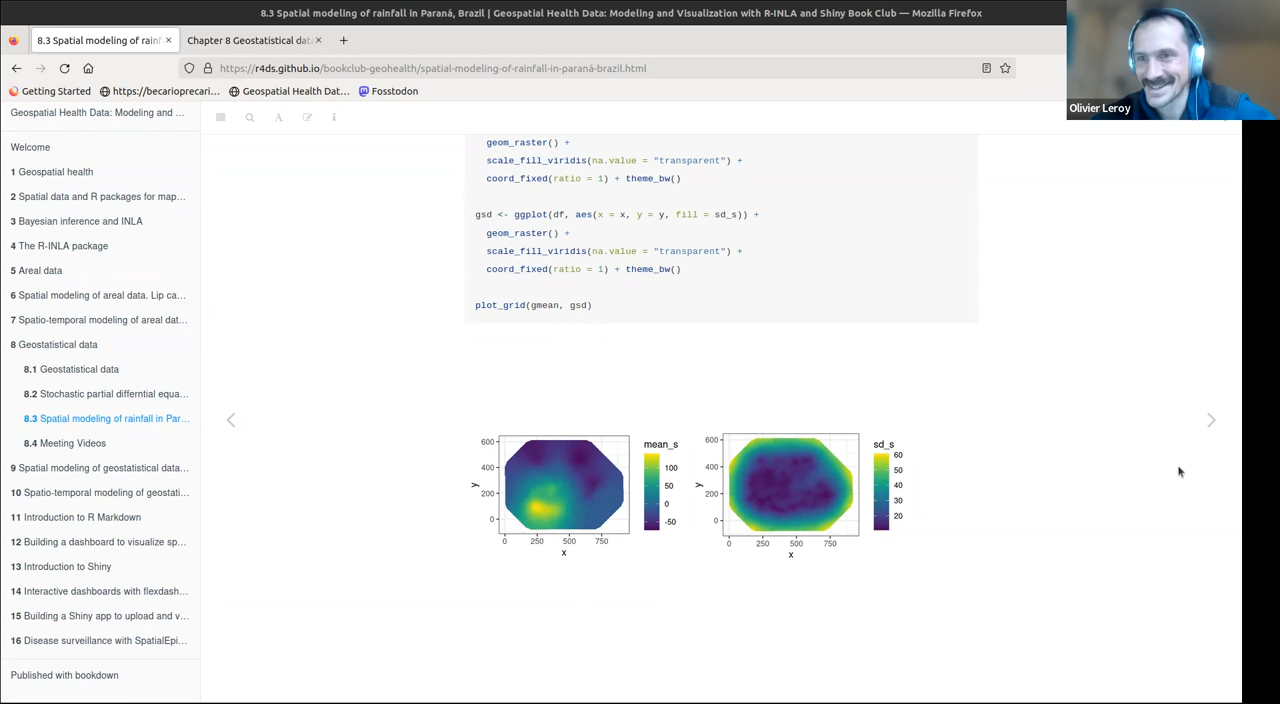 8.3 Spatial modeling of rainfall in Paraná, Brazil | Geospatial Health Data: Modeling and Visualization with R-INLA and Shiny Book Club — Mozilla Firefox
8.3 Spatial modeling of rainf
Chapter 8 Geostatistical dat
https://r4ds.github.io/bookclub-geohealth/spatial-modeling-of-rainfall-in-paraná-brazil.html
Getting Started
https://becarioprecari…
Geospatial Health Dat…
Fosstodon
Olivier Leroy
Geospatial Health Data: Modeling and …
Welcome
1 Geospatial health
2 Spatial data and R packages for map…
3 Bayesian inference and INLA
4 The R-INLA package
5 Areal data
6 Spatial modeling of areal data. Lip ca…
7 Spatio-temporal modeling of areal dat…
8 Geostatistical data
8.1 Geostatistical data
8.2 Stochastic partial differntial equa…
8.3 Spatial modeling of rainfall in Par…
8.4 Meeting Videos
9 Spatial modeling of geostatistical data…
10 Spatio-temporal modeling of geostati…
11 Introduction to R Markdown
12 Building a dashboard to visualize sp…
13 Introduction to Shiny
14 Interactive dashboards with flexdash…
15 Building a Shiny app to upload and v…
16 Disease surveillance with SpatialEpi…
Published with bookdown
geom_raster() +
scale_fill_viridis(na.value = "transparent") +
coord_fixed(ratio = 1) + theme_bw()
gsd <- ggplot(df, aes(x = x, y = y, fill = sd_s)) +
geom_raster() +
scale_fill_viridis(na.value = "transparent") +
coord_fixed(ratio = 1) + theme_bw()
plot_grid(gmean, gsd)
600
400
200
0
y
0 250 500 750
x
mean_s
100
50
0
-50
600
400
200
0
y
0 250 500 750
x
sd_s
60
50
40
30
20